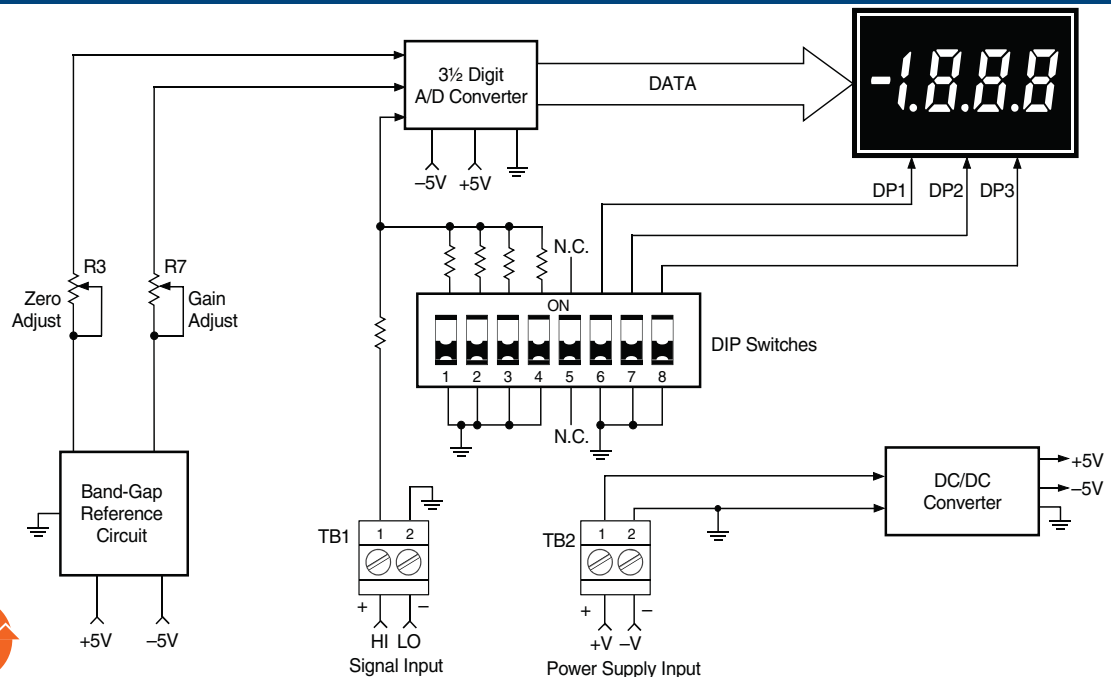 3½ Digit
A/D Converter
DATA
-1.8.8.8
–5V
+5V
DP1
DP2
DP3
R3
R7
Zero
Adjust
Gain
Adjust
N.C.
ON
1 2 3 4 5 6 7 8
DIP Switches
N.C.
Band-Gap
Reference
Circuit
+5V
–5V
TB1
1 2
+ –
HI LO
Signal Input
TB2
1 2
+ –
+V –V
Power Supply Input
DC/DC
Converter
+5V
–5V